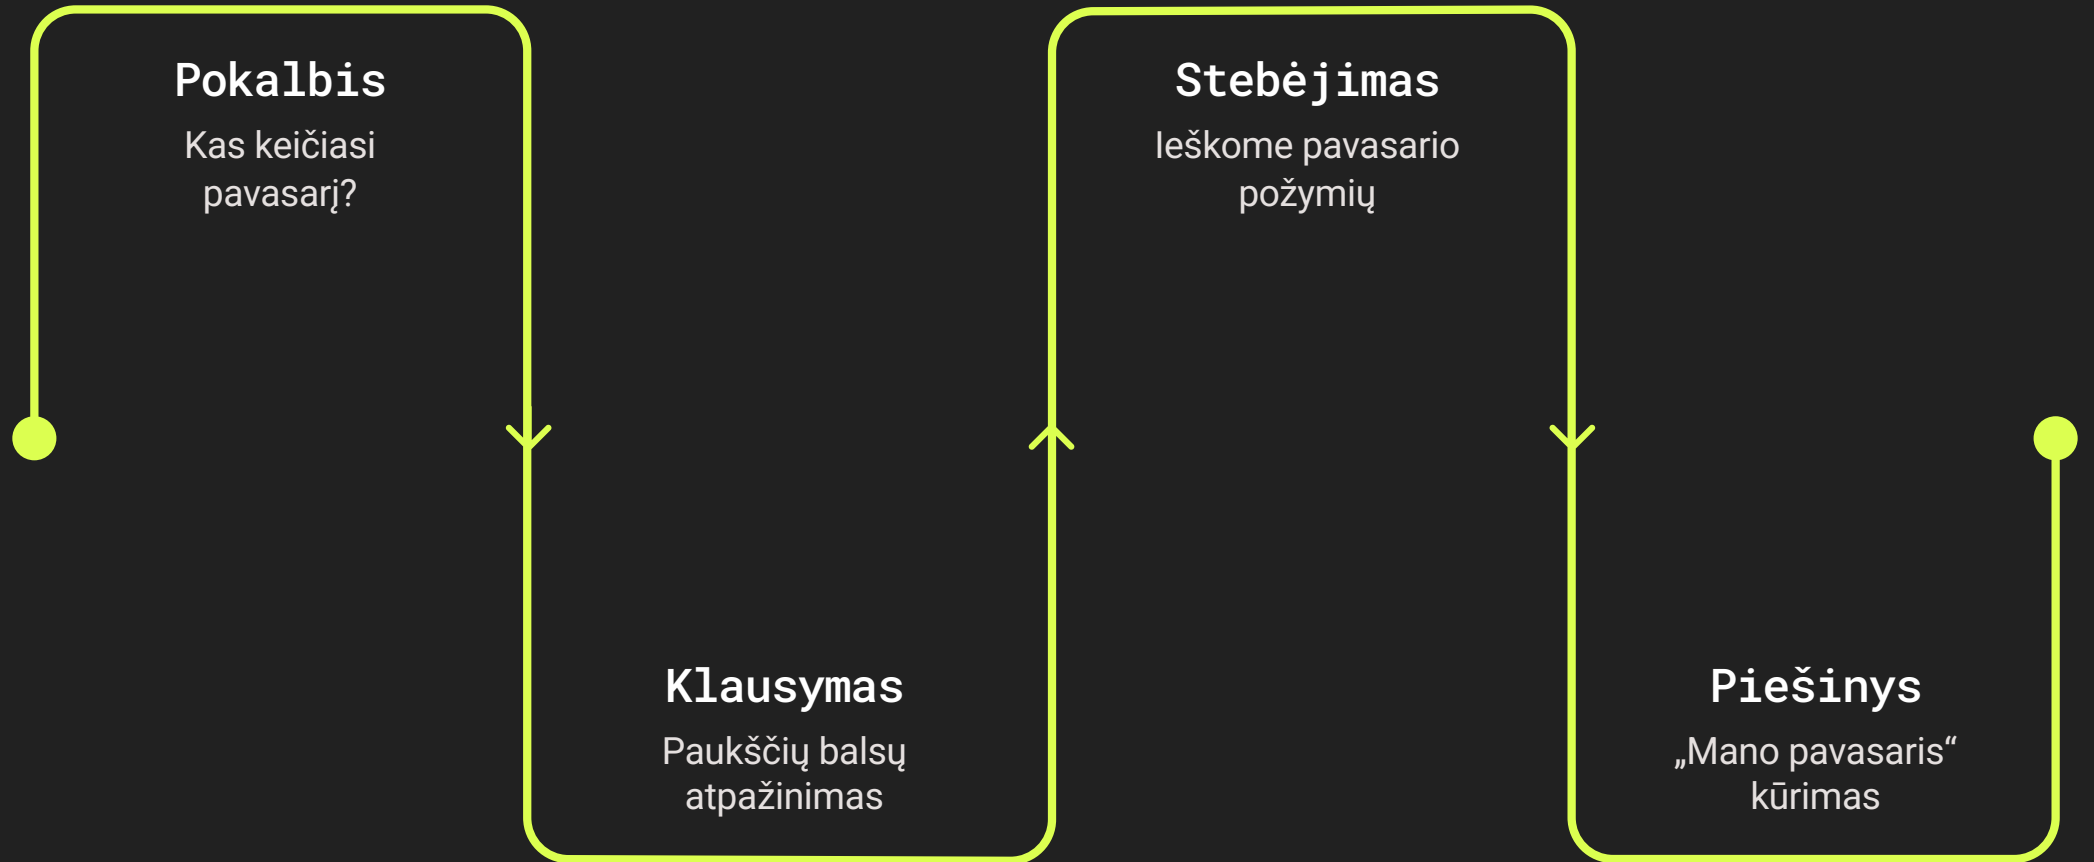 Pokalbis
Kas keičiasi
pavasarį?
Klausymas
Paukščių balsų
atpažinimas
Stebėjimas
Ieškome pavasario
požymių
Piešinys
„Mano pavasaris“
kūrimas